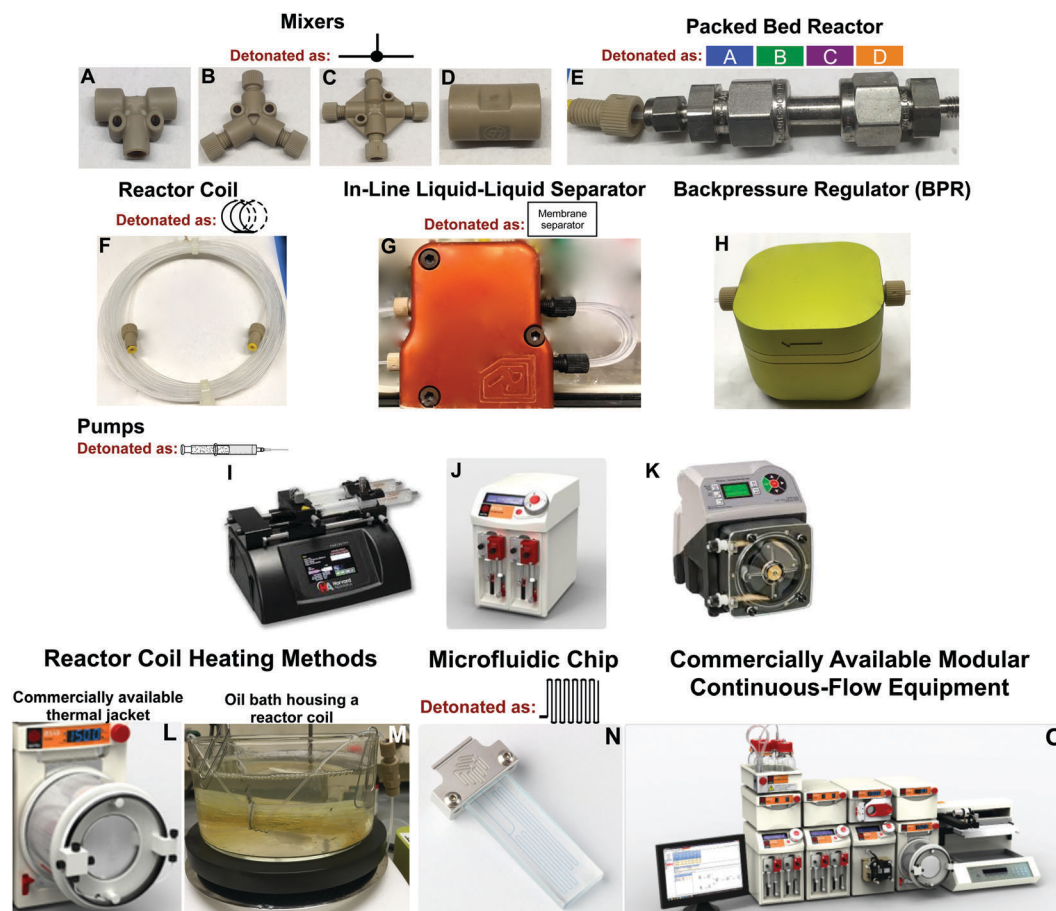 Mixers
Detonated as:
Packed Bed Reactor
Detonated as: A B C D
A
B
C
D
E
Reactor Coil
Detonated as:
In-Line Liquid-Liquid Separator
Detonated as: Membrane
separator
Backpressure Regulator (BPR)
F
G
H
Pumps
Detonated as:
I
J
K
Reactor Coil Heating Methods
Commercially available
thermal jacket
Oil bath housing a
reactor coil
Microfluidic Chip
Detonated as:
Commercially Available Modular
Continuous-Flow Equipment
L
M
N
O